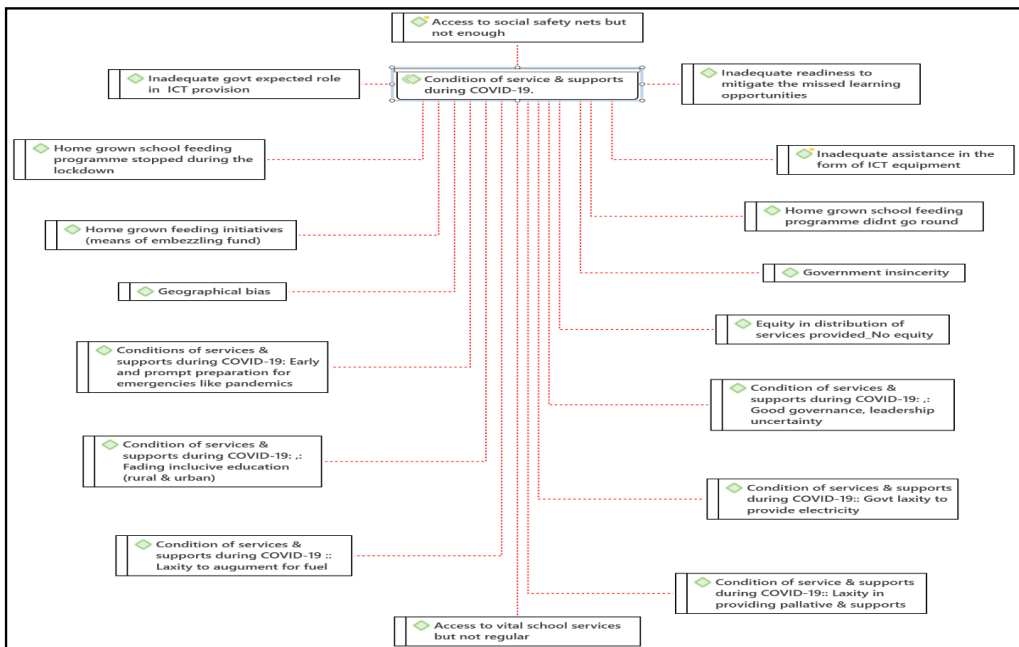 Access to social safety nets but
not enough
Inadequate govt expected role
in ICT provision
Condition of service & supports
during COVID-19.
Inadequate readiness to
mitigate the missed learning
opportunities
Home grown school feeding
programme stopped during the
lockdown
Inadequate assistance in the
form of ICT equipment
Home grown feeding initiatives
(means of embezzling fund)
Home grown school feeding
programme didnt go round
Geographical bias
Government insincerity
Equity in distribution of
services provided_No equity
Conditions of services &
supports during COVID-19: Early
and prompt preparation for
emergencies like pandemics
Condition of services &
supports during COVID-19: ,:
Good governance, leadership
uncertainty
Condition of services &
supports during COVID-19: ,:
Fading inclucive education
(rural & urban)
Condition of services & supports
during COVID-19:: Govt laxity to
provide electricity
Condition of services &
supports during COVID-19 ::
Laxity to augument for fuel
Condition of service & supports
during COVID-19:: Laxity in
providing pallative & supports
Access to vital school services
but not regular